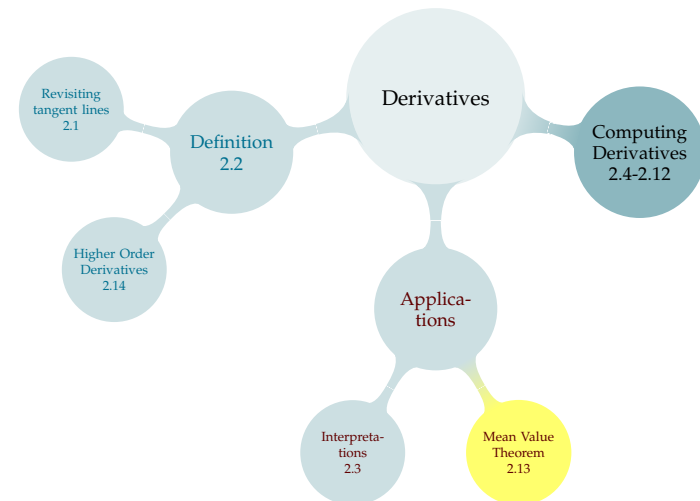 Derivatives
Revisiting
tangent lines
2.1
Definition
2.2
Higher Order
Derivatives
2.14
Computing
Derivatives
2.4-2.12
Applica-
tions
Interpreta-
tions
2.3
Mean Value
Theorem
2.13